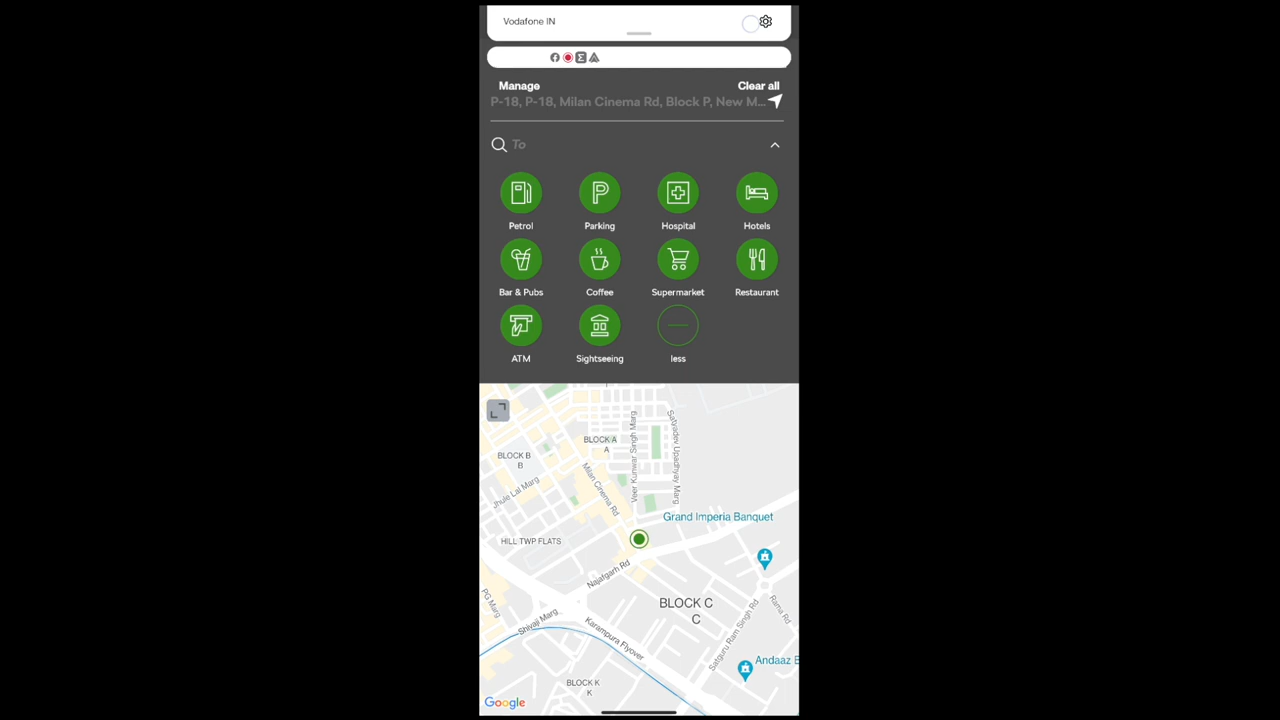 Vodafone IN
Manage
Clear all
P-18, P-18, Milan Cinema Rd, Block P, New M...
To
Petrol
Parking
Hospital
Hotels
Bar & Pubs
Coffee
Supermarket
Restaurant
ATM
Sightseeing
less
BLOCK A
A
BLOCK B
B
Jhule Lal Marg
Milan Cinema Rd
Veer Kunwar Singh Marg
Satyadev Upadhyay Marg
Grand Imperia Banquet
HILL TWP FLATS
Najafgarh Rd
PG Marg
BLOCK C
C
Shivaji Marg
Karampura Flyover
Satguru Ram Singh Rd
Rama Rd
Andaaz B
BLOCK K
K
Google